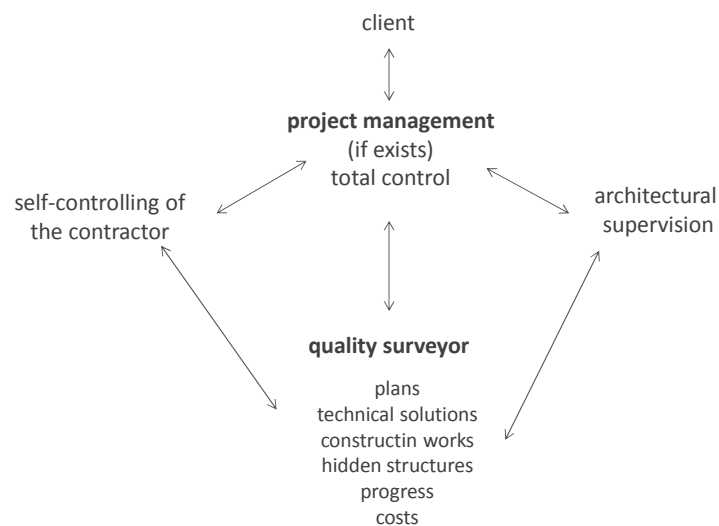 client
project management
(if exists)
total control
self-controlling of
the contractor
architectural
supervision
quality surveyor
plans
technical solutions
constructin works
hidden structures
progress
costs